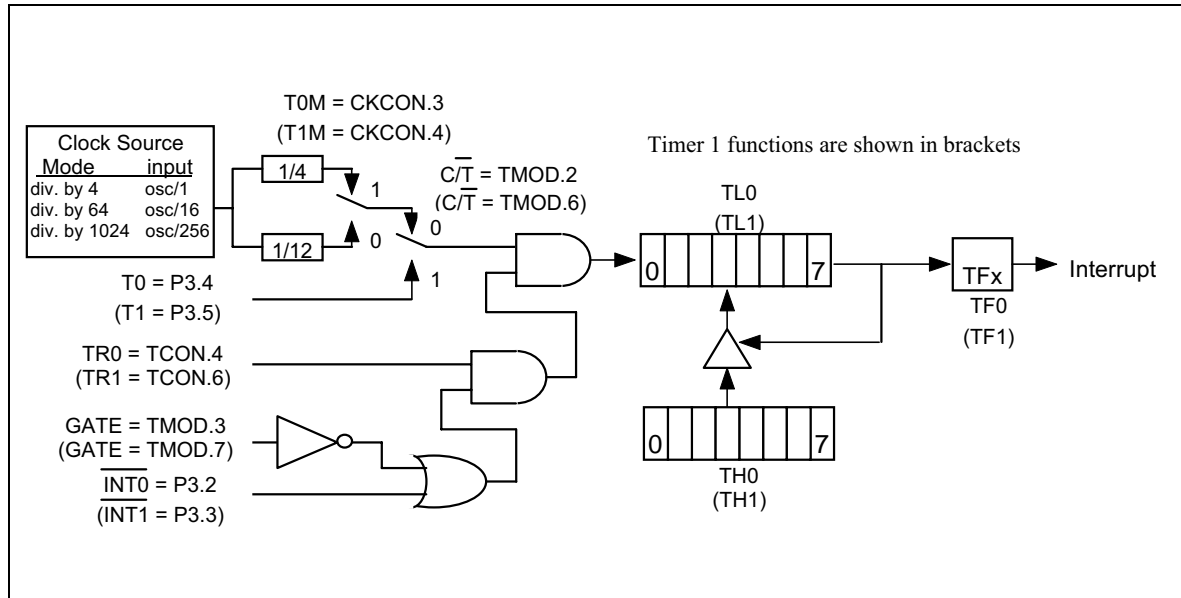 T0M = CKCON.3
(T1M = CKCON.4)
Clock Source
Mode input
div. by 4 osc/1
div. by 64 osc/16
div. by 1024 osc/256
1/4
1/12
1
0
C/T̅ = TMOD.2
(C/T̅ = TMOD.6)
0
1
T0 = P3.4
(T1 = P3.5)
TR0 = TCON.4
(TR1 = TCON.6)
GATE = TMOD.3
(GATE = TMOD.7)
I̅N̅T̅0̅ = P3.2
(I̅N̅T̅1̅ = P3.3)
Timer 1 functions are shown in brackets
TL0
(TL1)
0 7
TFx
TF0
(TF1)
Interrupt
0 7
TH0
(TH1)